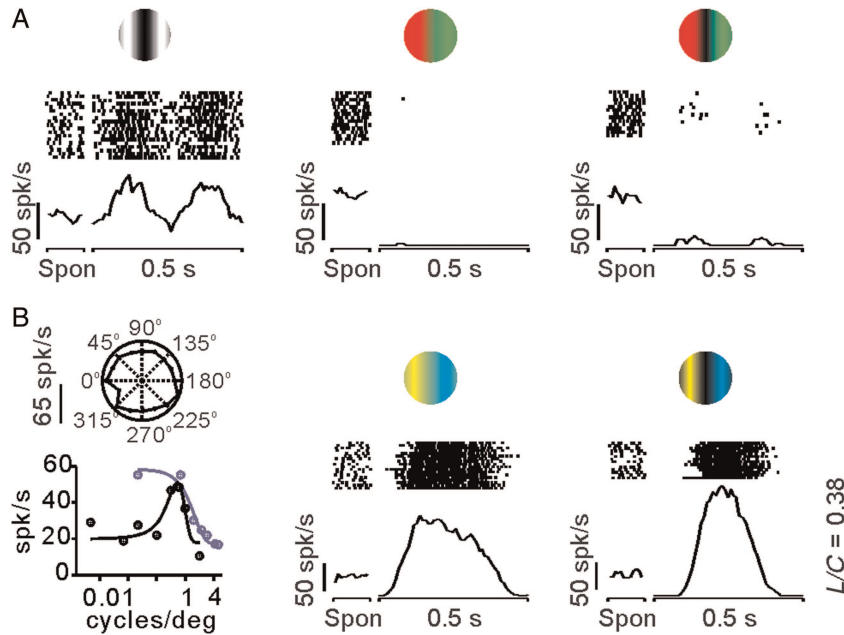 A
50 spk/s
Spon 0.5 s
50 spk/s
Spon 0.5 s
50 spk/s
Spon 0.5 s
B
65 spk/s
90°
45° 135°
0° 180°
315° 225°
270°
spk/s
60
40
20
0
0.01 1 4
cycles/deg
50 spk/s
Spon 0.5 s
50 spk/s
Spon 0.5 s
L/C = 0.38